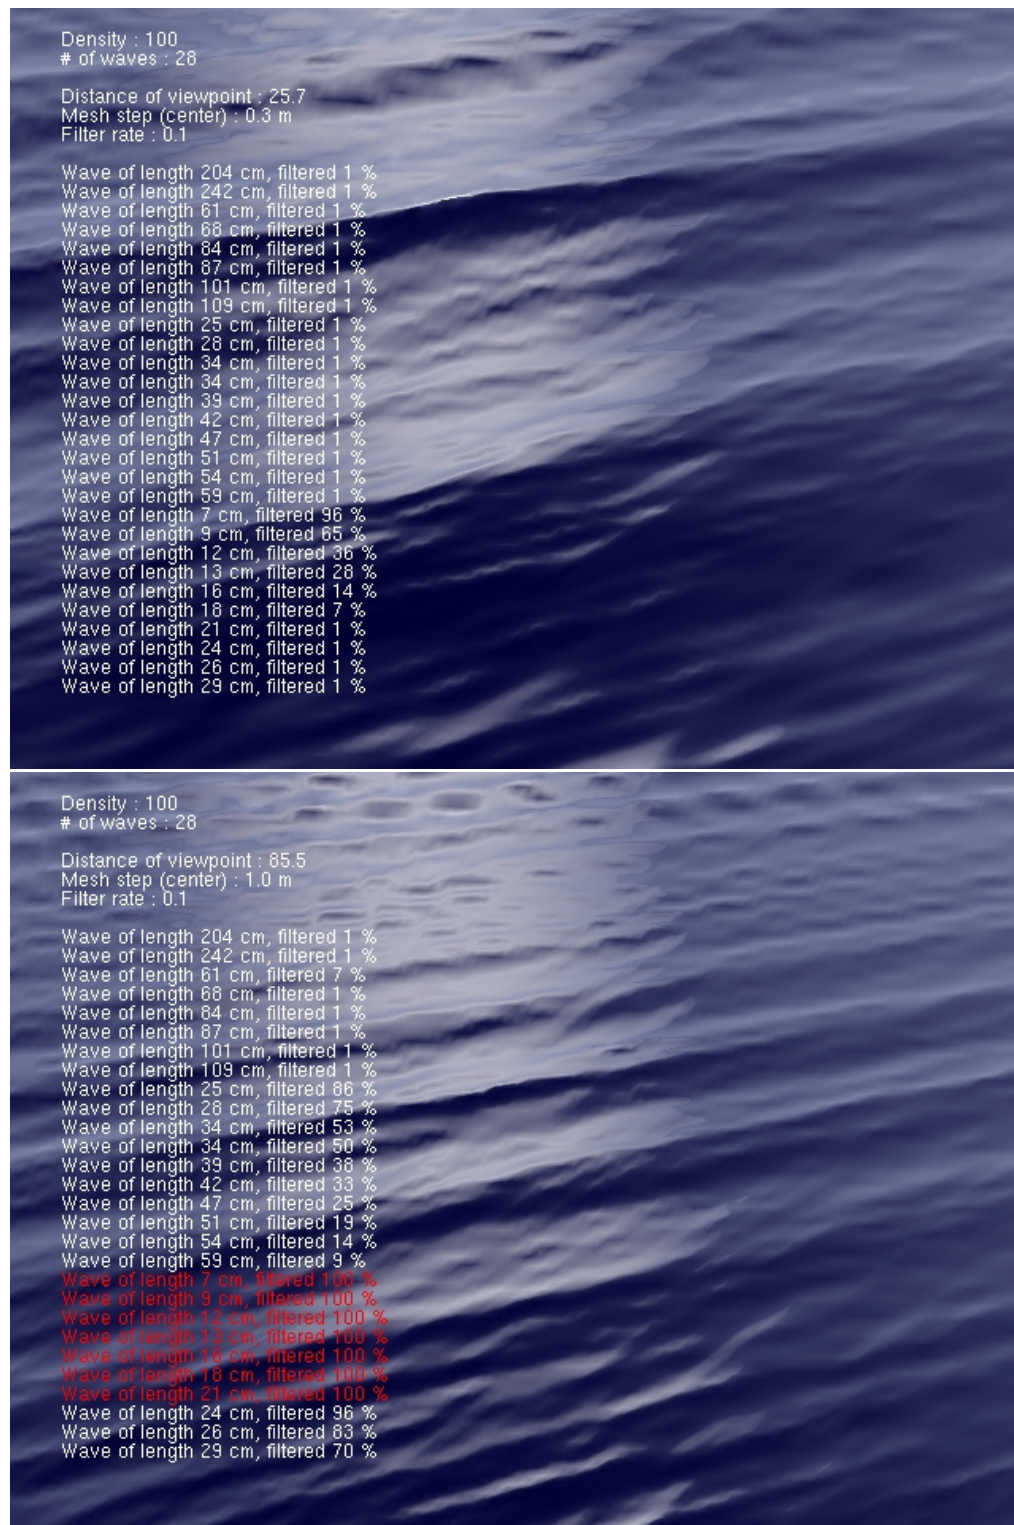 Density : 100
# of waves : 28
Distance of viewpoint : 25.7
Mesh step (center) : 0.3 m
Filter rate : 0.1
Wave of length 204 cm, filtered 1 %
Wave of length 242 cm, filtered 1 %
Wave of length 61 cm, filtered 1 %
Wave of length 68 cm, filtered 1 %
Wave of length 84 cm, filtered 1 %
Wave of length 87 cm, filtered 1 %
Wave of length 101 cm, filtered 1 %
Wave of length 109 cm, filtered 1 %
Wave of length 25 cm, filtered 1 %
Wave of length 28 cm, filtered 1 %
Wave of length 34 cm, filtered 1 %
Wave of length 34 cm, filtered 1 %
Wave of length 39 cm, filtered 1 %
Wave of length 42 cm, filtered 1 %
Wave of length 47 cm, filtered 1 %
Wave of length 51 cm, filtered 1 %
Wave of length 54 cm, filtered 1 %
Wave of length 59 cm, filtered 1 %
Wave of length 7 cm, filtered 96 %
Wave of length 9 cm, filtered 65 %
Wave of length 12 cm, filtered 36 %
Wave of length 13 cm, filtered 28 %
Wave of length 16 cm, filtered 14 %
Wave of length 18 cm, filtered 7 %
Wave of length 21 cm, filtered 1 %
Wave of length 24 cm, filtered 1 %
Wave of length 26 cm, filtered 1 %
Wave of length 29 cm, filtered 1 %
Density : 100
# of waves : 28
Distance of viewpoint : 85.5
Mesh step (center) : 1.0 m
Filter rate : 0.1
Wave of length 204 cm, filtered 1 %
Wave of length 242 cm, filtered 1 %
Wave of length 61 cm, filtered 7 %
Wave of length 68 cm, filtered 1 %
Wave of length 84 cm, filtered 1 %
Wave of length 87 cm, filtered 1 %
Wave of length 101 cm, filtered 1 %
Wave of length 109 cm, filtered 1 %
Wave of length 25 cm, filtered 86 %
Wave of length 28 cm, filtered 75 %
Wave of length 34 cm, filtered 53 %
Wave of length 34 cm, filtered 50 %
Wave of length 39 cm, filtered 38 %
Wave of length 42 cm, filtered 33 %
Wave of length 47 cm, filtered 25 %
Wave of length 51 cm, filtered 19 %
Wave of length 54 cm, filtered 14 %
Wave of length 59 cm, filtered 9 %
Wave of length 7 cm, filtered 100 %
Wave of length 9 cm, filtered 100 %
Wave of length 12 cm, filtered 100 %
Wave of length 13 cm, filtered 100 %
Wave of length 16 cm, filtered 100 %
Wave of length 18 cm, filtered 100 %
Wave of length 21 cm, filtered 100 %
Wave of length 24 cm, filtered 96 %
Wave of length 26 cm, filtered 83 %
Wave of length 29 cm, filtered 70 %